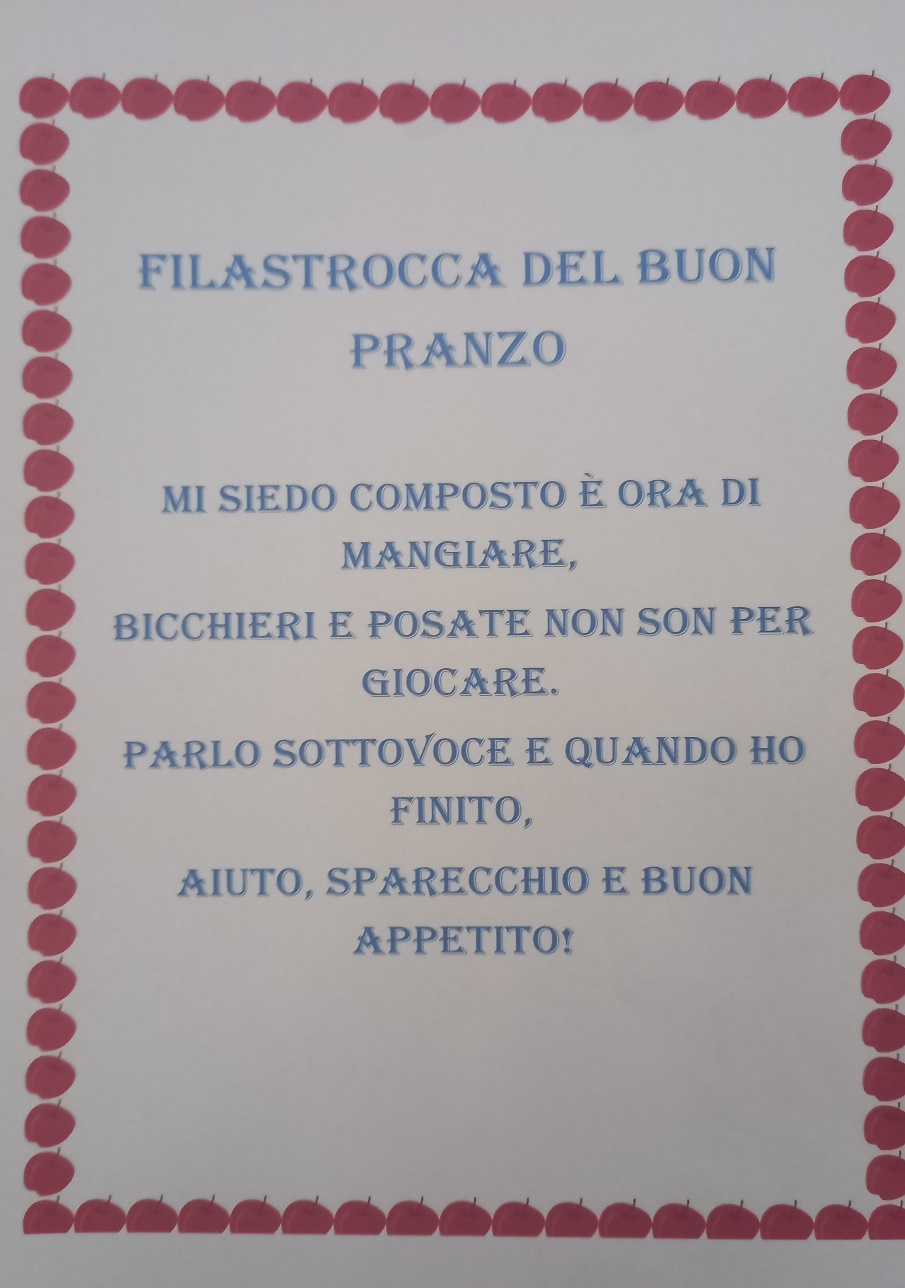 FILASTROCCA DEL BUON
PRANZO
MI SIEDO COMPOSTO È ORA DI
MANGIARE,
BICCHIERI E POSATE NON SON PER
GIOCARE.
PARLO SOTTOVOCE E QUANDO HO
FINITO,
AIUTO, SPARECCHIO E BUON
APPETITO!